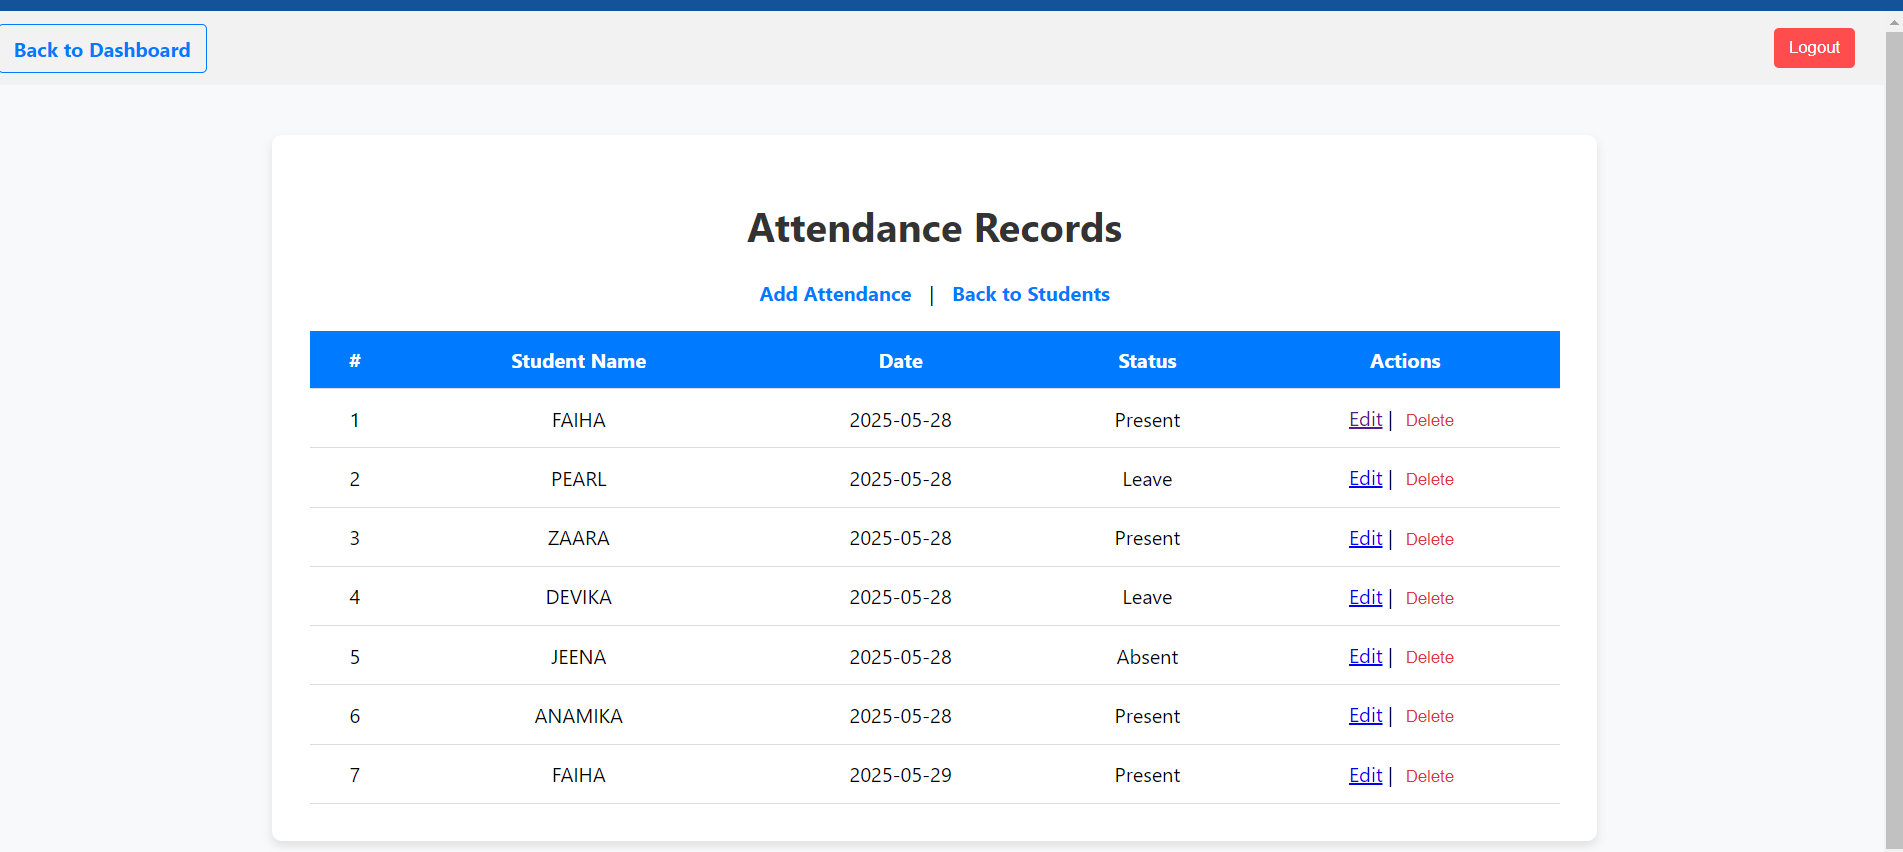 Back to Dashboard
Logout
Attendance Records
Add Attendance | Back to Students
# Student Name Date Status Actions
1 FAIHA 2025-05-28 Present Edit | Delete
2 PEARL 2025-05-28 Leave Edit | Delete
3 ZAARA 2025-05-28 Present Edit | Delete
4 DEVIKA 2025-05-28 Leave Edit | Delete
5 JEENA 2025-05-28 Absent Edit | Delete
6 ANAMIKA 2025-05-28 Present Edit | Delete
7 FAIHA 2025-05-29 Present Edit | Delete